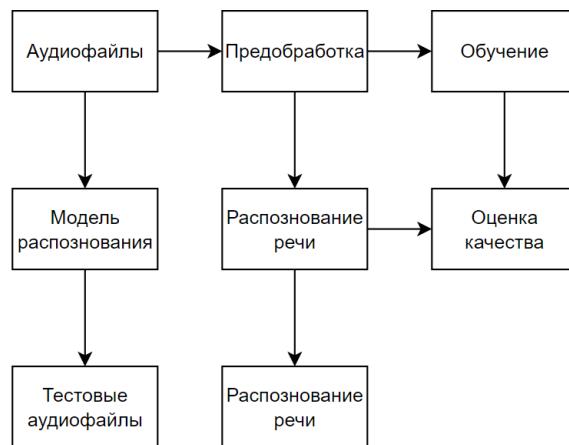 Аудиофайлы
Предобработка
Обучение
Модель
распознования
Распознование
речи
Оценка
качества
Тестовые
аудиофайлы
Распознование
речи